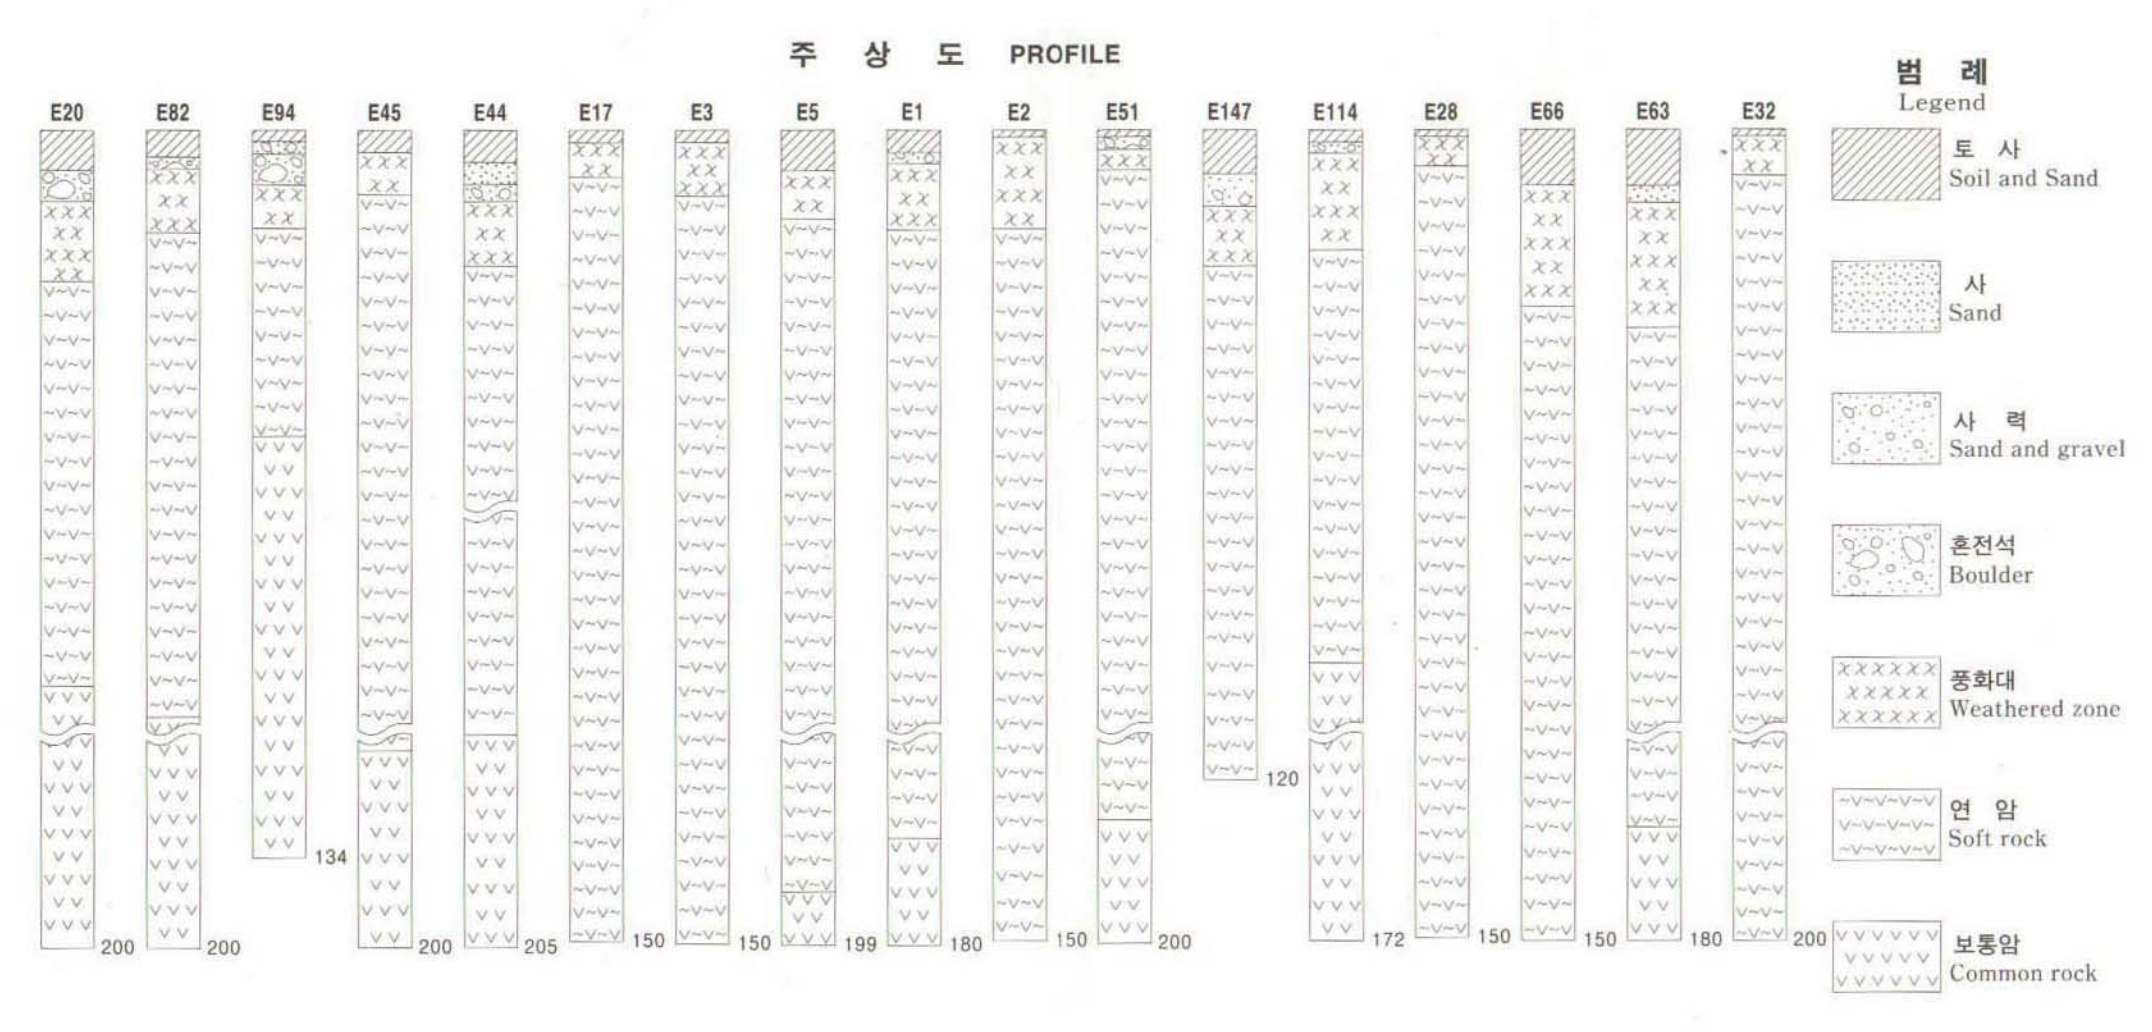 주 상 도 PROFILE
E20 E82 E94 E45 E44 E17 E3 E5 E1 E2 E51 E147 E114 E28 E66 E63 E32
134
120
200 200 200 205 150 150 199 180 150 200 172 150 150 180 200
범 례
Legend
토 사
Soil and Sand
사
Sand
사 력
Sand and gravel
혼전석
Boulder
풍화대
Weathered zone
연 암
Soft rock
보통암
Common rock